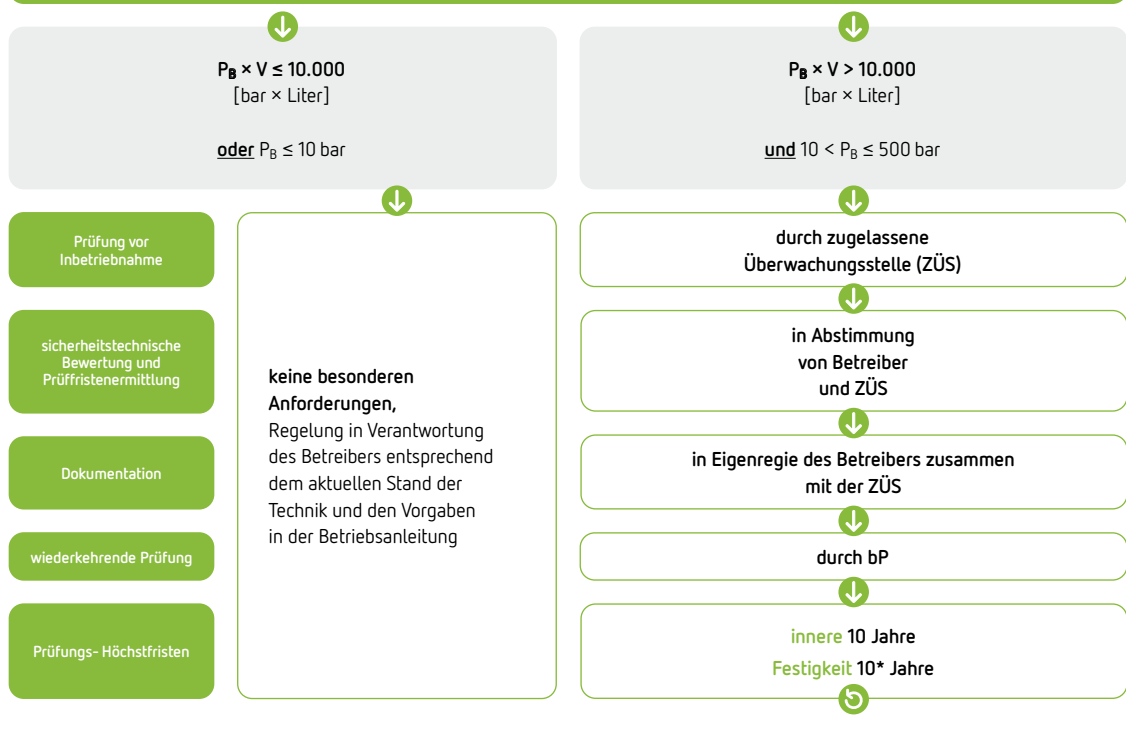 P_B × V ≤ 10.000
[bar × Liter]
oder P_B ≤ 10 bar
P_B × V > 10.000
[bar × Liter]
und 10 < P_B ≤ 500 bar
Prüfung vor
Inbetriebnahme
sicherheitstechnische
Bewertung und
Prüffristenermittlung
Dokumentation
wiederkehrende Prüfung
Prüfungs- Höchstfristen
keine besonderen
Anforderungen,
Regelung in Verantwortung
des Betreibers entsprechend
dem aktuellen Stand der
Technik und den Vorgaben
in der Betriebsanleitung
durch zugelassene
Überwachungsstelle (ZÜS)
in Abstimmung
von Betreiber
und ZÜS
in Eigenregie des Betreibers zusammen
mit der ZÜS
durch bP
innere 10 Jahre
Festigkeit 10* Jahre